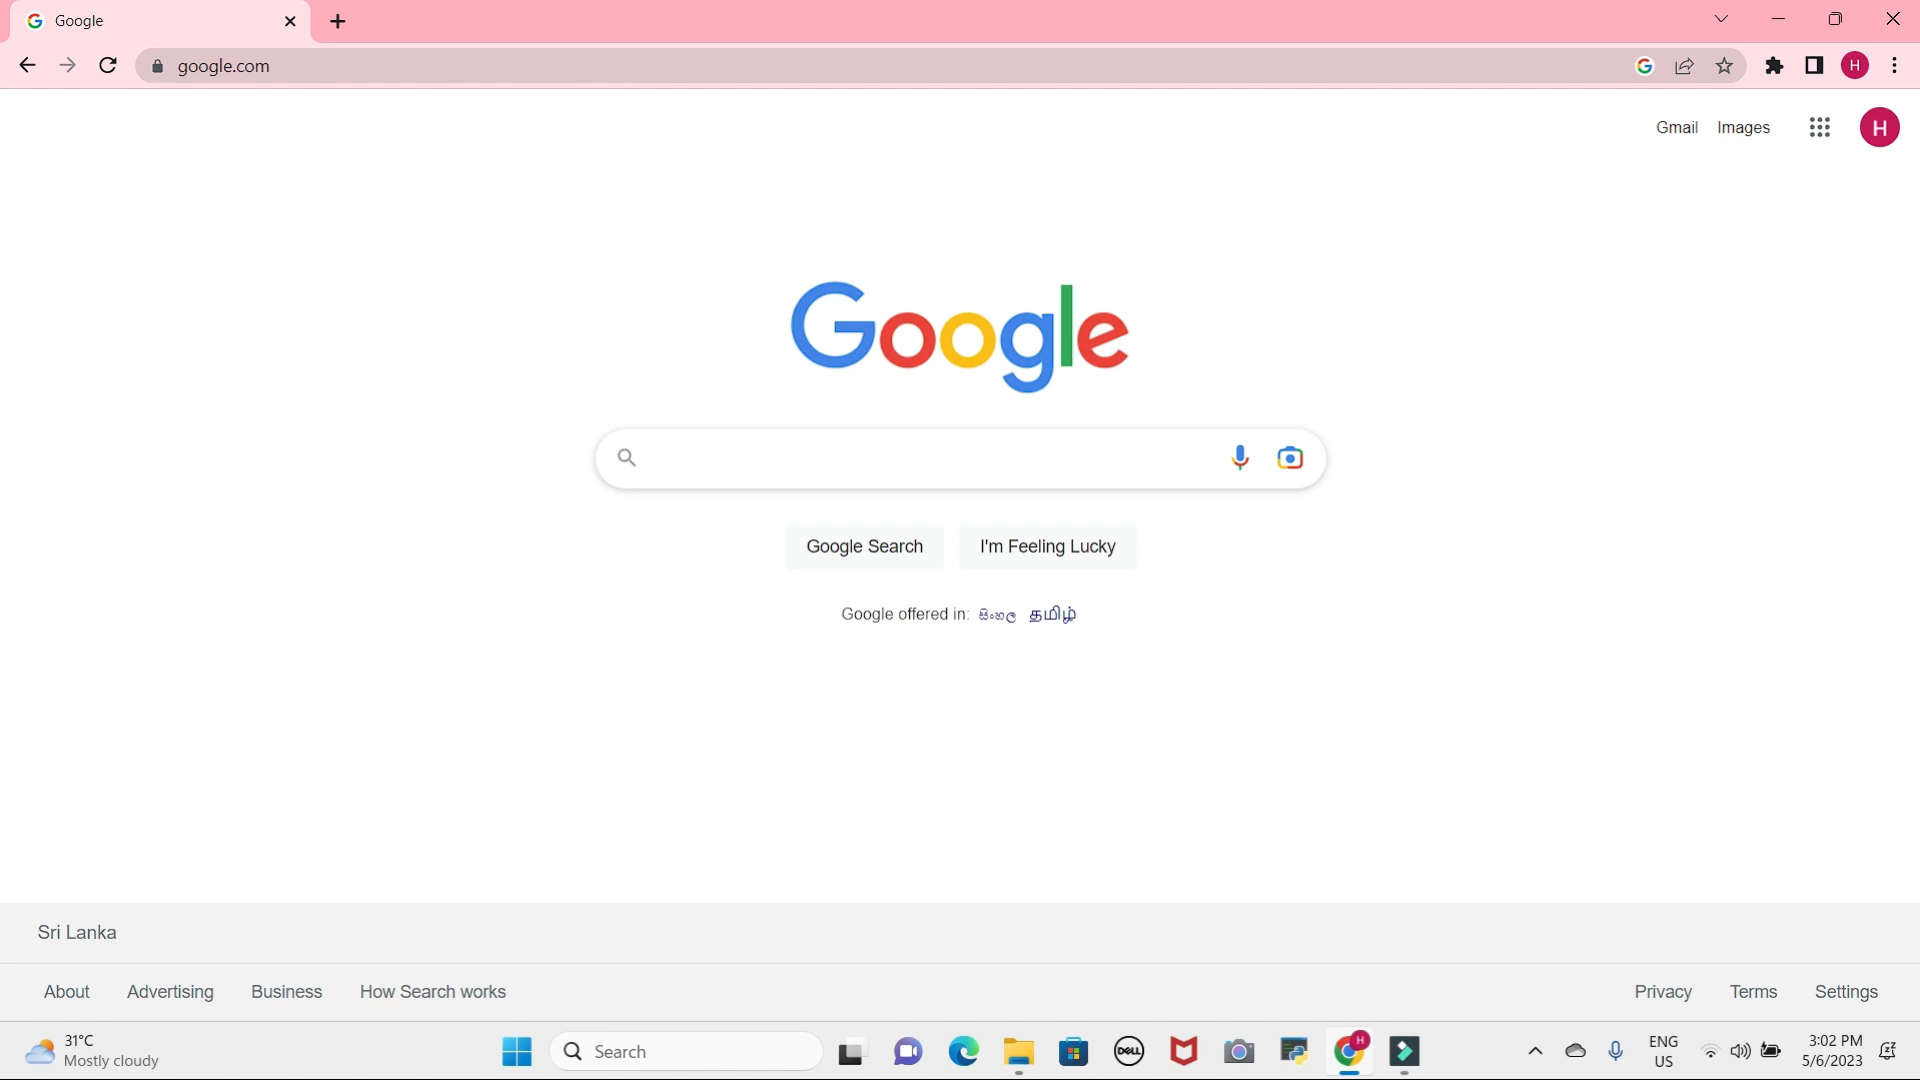 Google
google.com
H
Gmail Images
H
Google
Google Search I'm Feeling Lucky
Google offered in: සිංහල தமிழ்
Sri Lanka
About Advertising Business How Search works Privacy Terms Settings
31°C
Mostly cloudy
Search
DELL
H
ENG
US
3:02 PM
5/6/2023